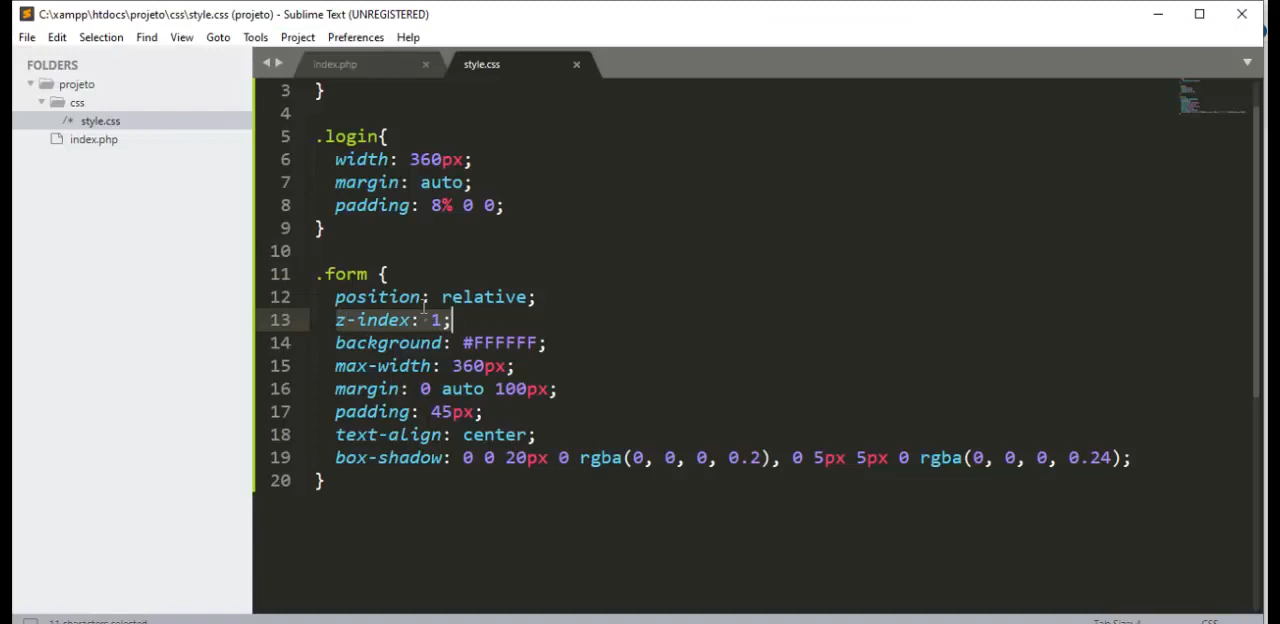 C:\xampp\htdocs\projeto\css\style.css (projeto) - Sublime Text (UNREGISTERED)
File Edit Selection Find View Goto Tools Project Preferences Help
FOLDERS
projeto
css
/* style.css
index.php
index.php
style.css
3 }
4
5 .login{
6 width: 360px;
7 margin: auto;
8 padding: 8% 0 0;
9 }
10
11 .form {
12 position: relative;
13 z-index: 1;
14 background: #FFFFFF;
15 max-width: 360px;
16 margin: 0 auto 100px;
17 padding: 45px;
18 text-align: center;
19 box-shadow: 0 0 20px 0 rgba(0, 0, 0, 0.2), 0 5px 5px 0 rgba(0, 0, 0, 0.24);
20 }
11 characters selected
CSS